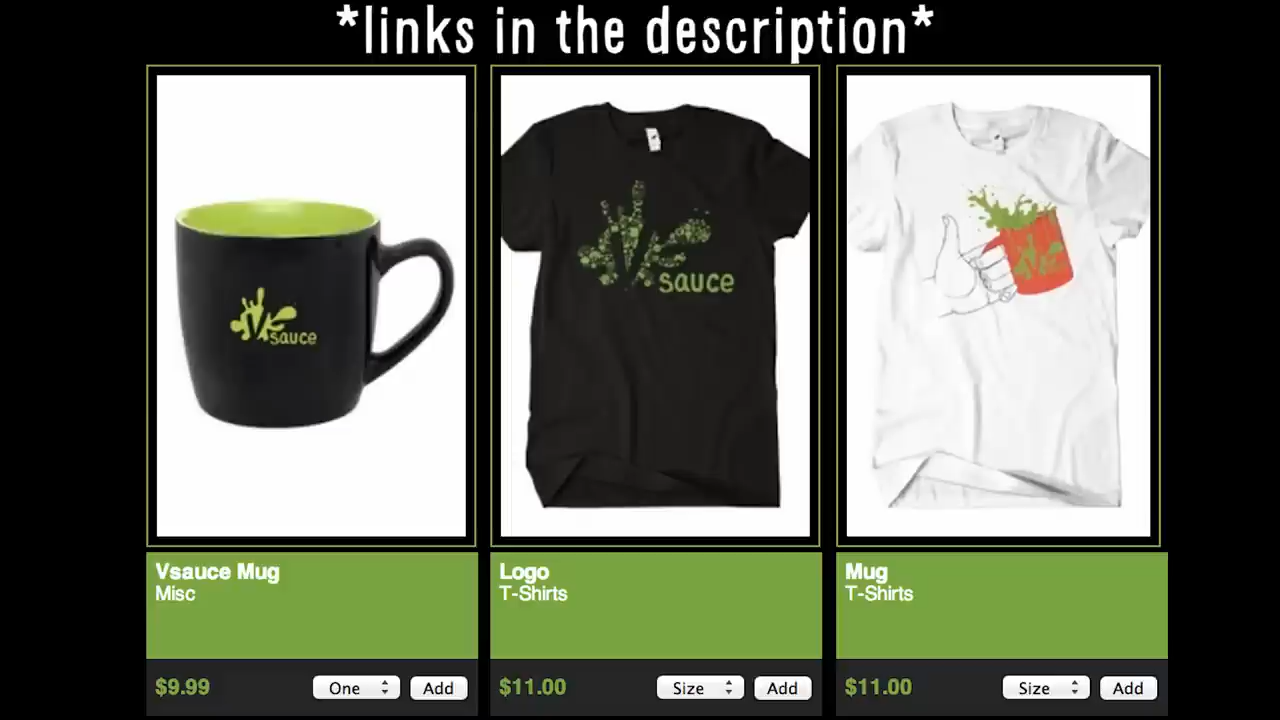 *links in the description*
Vsauce
sauce
Vsauce Mug
Misc
$9.99
One
Add
Logo
T-Shirts
$11.00
Size
Add
Mug
T-Shirts
$11.00
Size
Add